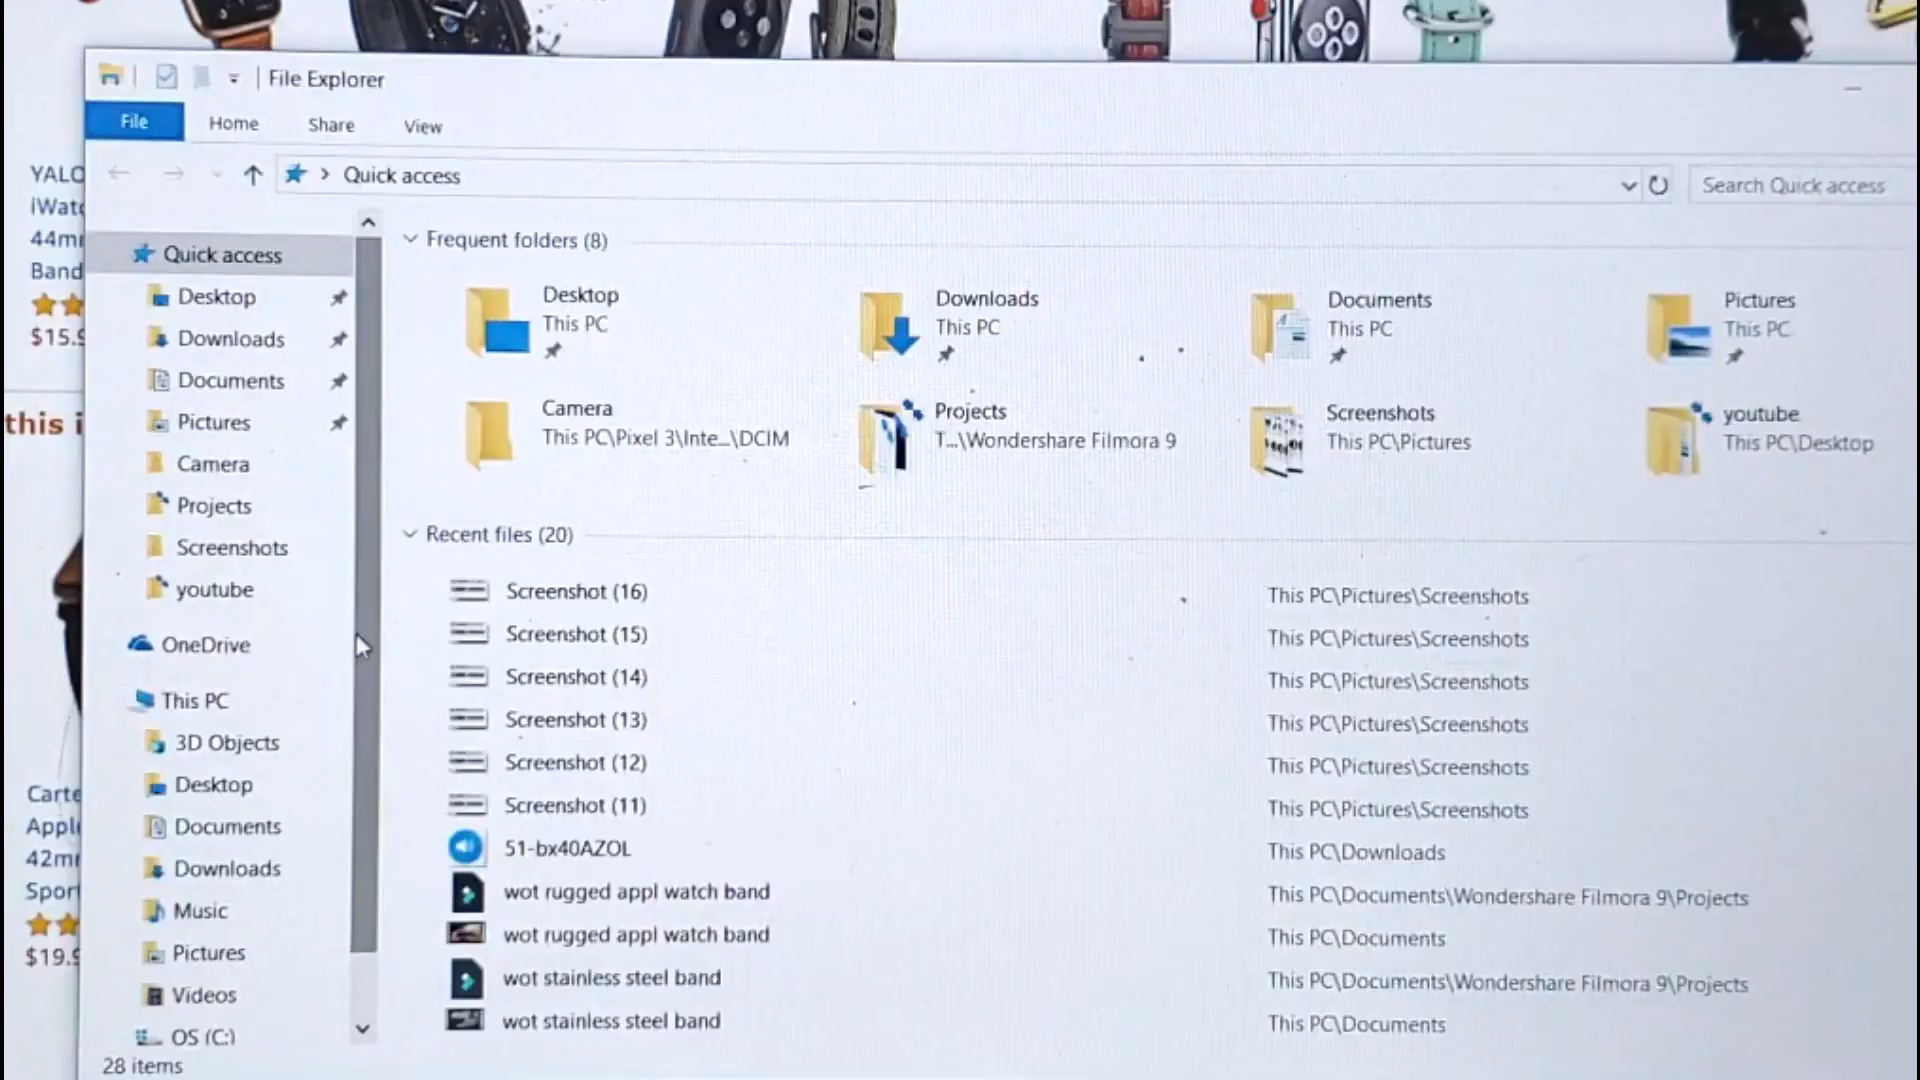 File Explorer
File Home Share View
Quick access
Search Quick access
YALO
iWatc
44mm
Band
$15.9
this i
Carte
Apple
42mm
Sport
$19.9
Quick access
Desktop
Downloads
Documents
Pictures
Camera
Projects
Screenshots
youtube
OneDrive
This PC
3D Objects
Desktop
Documents
Downloads
Music
Pictures
Videos
OS (C:)
28 items
Frequent folders (8)
Desktop
This PC
Downloads
This PC
Documents
This PC
Pictures
This PC
Camera
This PC\Pixel 3\Inte...\DCIM
Projects
T...\Wondershare Filmora 9
Screenshots
This PC\Pictures
youtube
This PC\Desktop
Recent files (20)
Screenshot (16) This PC\Pictures\Screenshots
Screenshot (15) This PC\Pictures\Screenshots
Screenshot (14) This PC\Pictures\Screenshots
Screenshot (13) This PC\Pictures\Screenshots
Screenshot (12) This PC\Pictures\Screenshots
Screenshot (11) This PC\Pictures\Screenshots
51-bx40AZOL This PC\Downloads
wot rugged appl watch band This PC\Documents\Wondershare Filmora 9\Projects
wot rugged appl watch band This PC\Documents
wot stainless steel band This PC\Documents\Wondershare Filmora 9\Projects
wot stainless steel band This PC\Documents